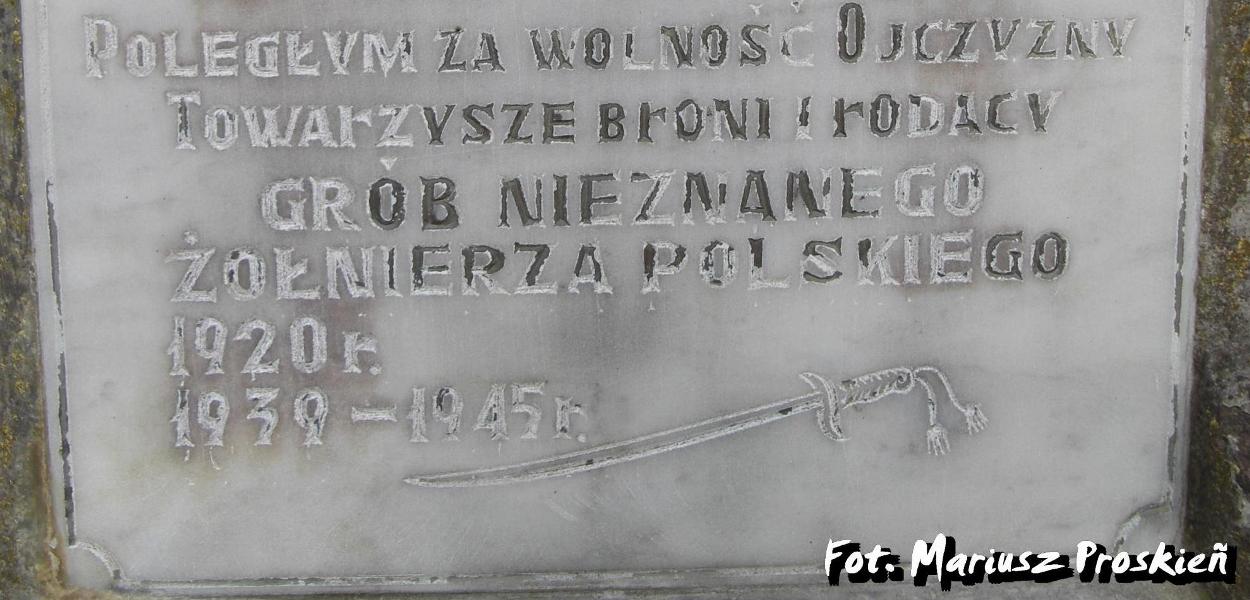 POLEGŁYM ZA WOLNOŚĆ OJCZYZNY
TOWARZYSZE BRONI I RODACY
GRÓB NIEZNANEGO
ŻOŁNIERZA POLSKIEGO
1920 r.
1939 – 1945 r.
Fot. Mariusz Proskień